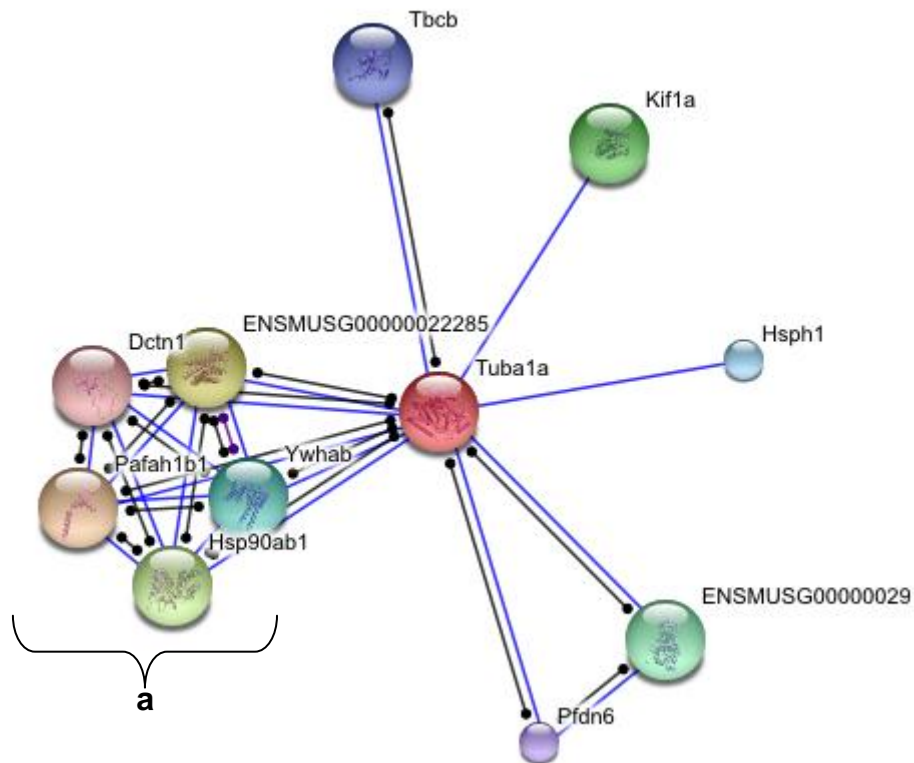 Tbcb
Kif1a
ENSMUSG00000022285
Dctn1
Hsph1
Tuba1a
Ywhab
Pafah1b1
Hsp90ab1
ENSMUSG00000029
Pfdn6
a